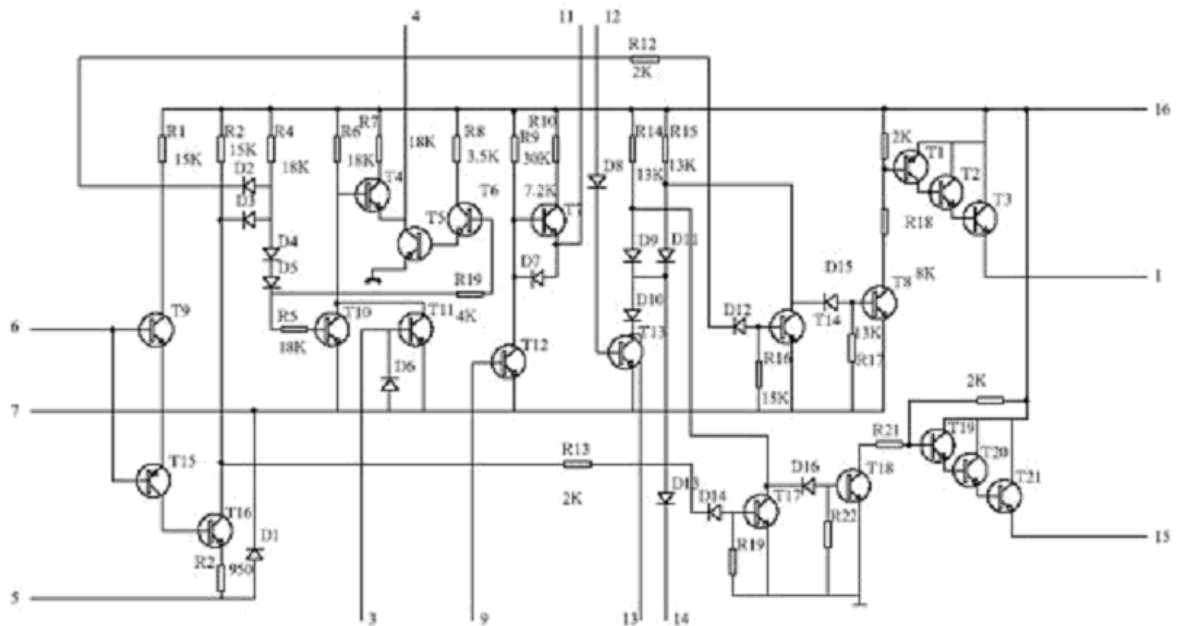 4 11 12
R12
2K
16
R1 R2 R4 R6 R7 18K R8 R9 R10 R14 R15 2K T1
15K 15K 18K 18K 3.5K 30K 13K 13K
D2 T4 T6 D8 T2
D3 7.2K T3
T5 R18
D4 D9 D11
D5 D7 D15 T8 8K 1
R19 D10
6 T9 R5 T10 T11 4K T13 D12 T14 13K
18K D6 T12 R16 R17
15K 2K
7
R13 R21 T19
T15 D16 T18 T20
2K D13 D14 T17 T21
T16 D1 R22
R2 950 R19 15
5
3 9 13 14